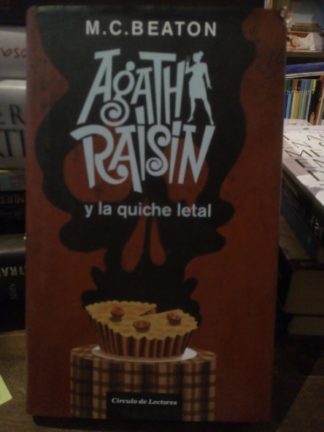 M.C.BEATON
AGATHA
RAISIN
y la quiche letal
Círculo de Lectores